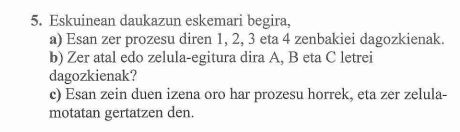 5. Eskuinean daukazun eskemari begira,
a) Esan zer prozesu diren 1, 2, 3 eta 4 zenbakiei dagozkienak.
b) Zer atal edo zelula-egitura dira A, B eta C letrei
dagozkienak?
c) Esan zein duen izena oro har prozesu horrek, eta zer zelula-
motatan gertatzen den.